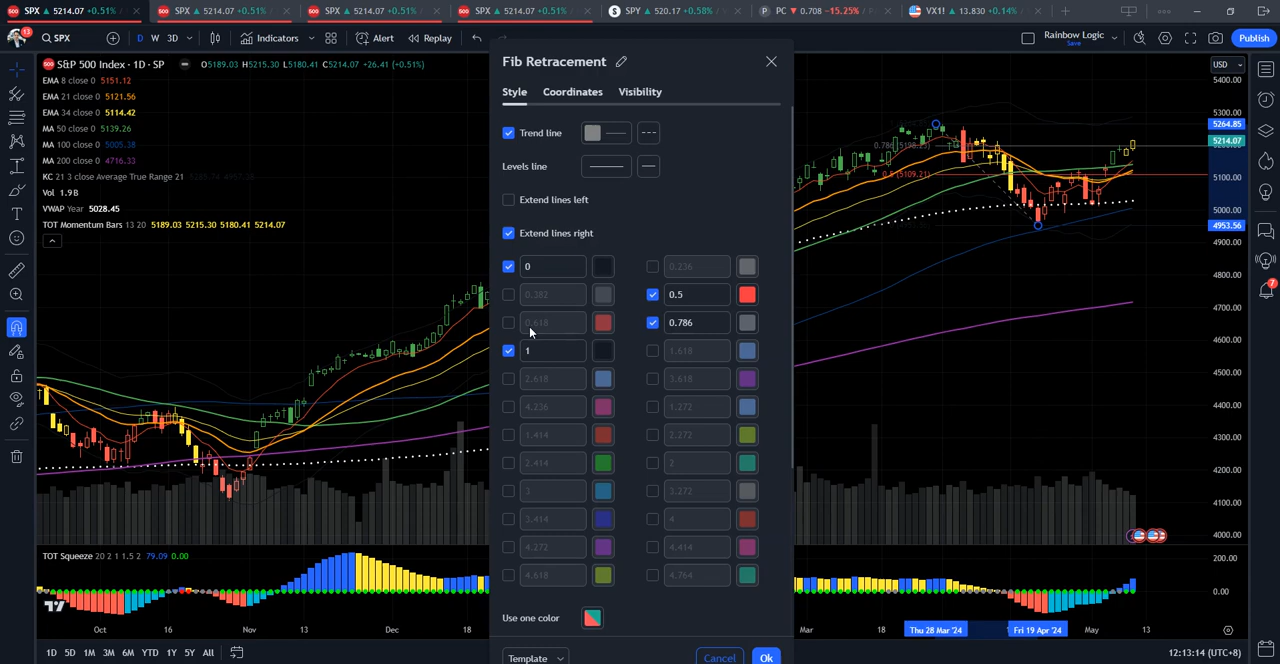 SPX ▲ 5214.07 +0.51%
SPX ▲ 5214.07 +0.51%
SPX ▲ 5214.07 +0.51%
SPX ▲ 5214.07 +0.51%
SPY ▲ 520.17 +0.58%
PC ▼ 0.708 −15.25%
VX1! ▲ 13.830 +0.14%
13
SPX
D W 3D
Indicators
Alert
Replay
Rainbow Logic
Save
Publish
S&P 500 Index · 1D · SP
O5189.03 H5215.30 L5180.41 C5214.07 +26.41 (+0.51%)
EMA 8 close 0 5151.12
EMA 21 close 0 5121.56
EMA 34 close 0 5114.42
MA 50 close 0 5139.26
MA 100 close 0 5005.38
MA 200 close 0 4716.33
KC 21 3 close Average True Range 21
Vol 1.9B
VWAP Year 5028.45
TOT Momentum Bars 13 20 5189.03 5215.30 5180.41 5214.07
Fib Retracement
Style Coordinates Visibility
Trend line
Levels line
Extend lines left
Extend lines right
0 0.236
0.382 0.5
0.618 0.786
1 1.618
2.618 3.618
4.236 1.272
1.414 2.272
2.414 2
3 3.272
3.414 4
4.272 4.414
4.618 4.764
Use one color
Template
Cancel Ok
0.786 (5198.23)
0.5 (5109.21)
USD
5400.00
5300.00
5264.85
5214.07
5100.00
5000.00
4953.56
4900.00
4800.00
4700.00
4600.00
4500.00
4400.00
4300.00
4200.00
4100.00
4000.00
200.00
0.00
7
TOT Squeeze 20 2 1 1.5 2 79.09 0.00
Oct 16 Nov 13 Dec 18 Mar 18 Thu 28 Mar '24 Fri 19 Apr '24 May 13
1D 5D 1M 3M 6M YTD 1Y 5Y All
12:13:14 (UTC+8)